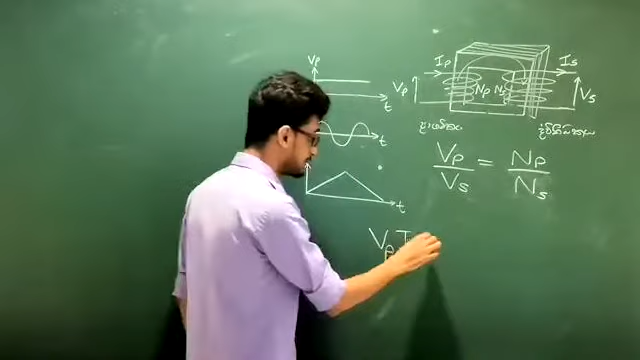 Vp
t
t
t
Ip Is
Vp Np Ns Vs
Vp / Vs = Np / Ns
Vp I